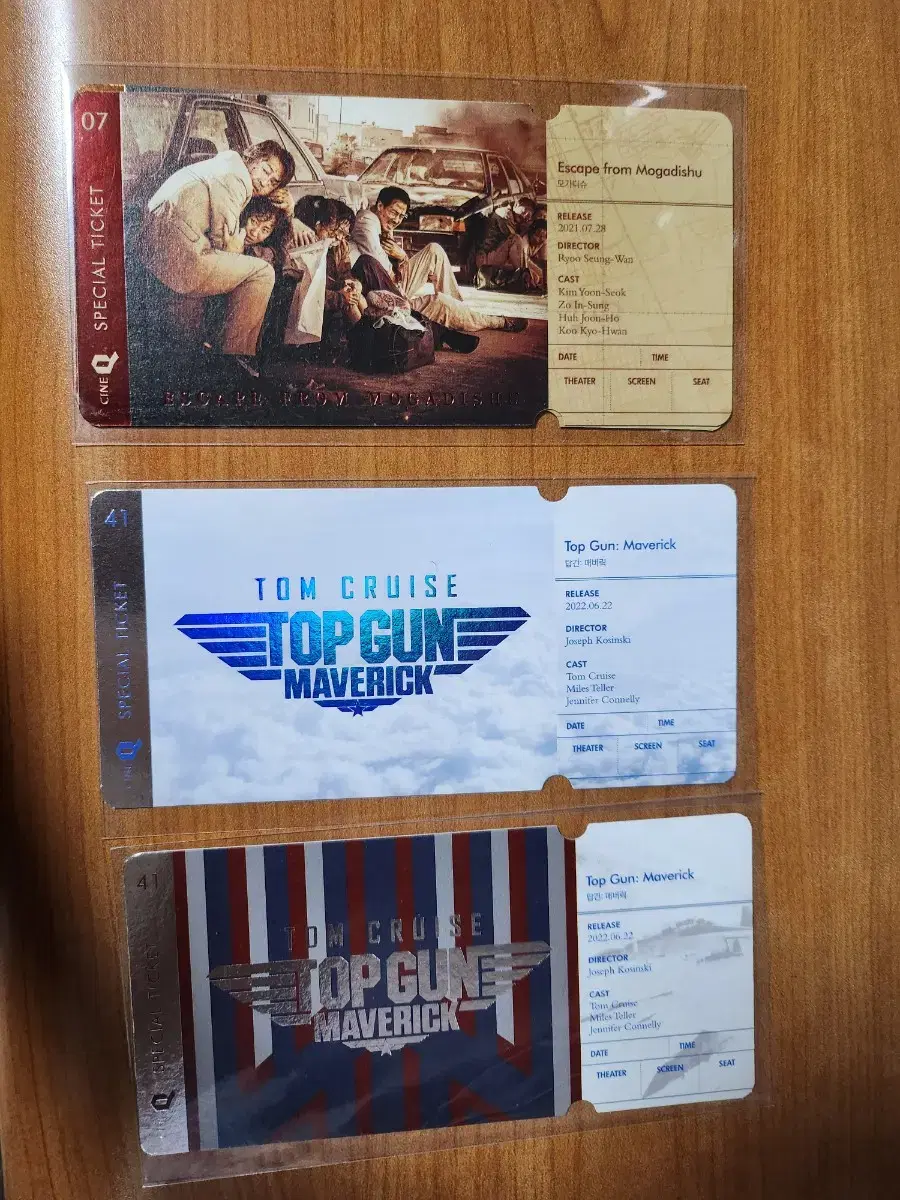 07
SPECIAL TICKET
CINE Q
ESCAPE FROM MOGADISHU
Escape from Mogadishu
모가디슈
RELEASE
2021.07.28
DIRECTOR
Ryoo Seung-Wan
CAST
Kim Yoon-Seok
Zo In-Sung
Huh Joon-Ho
Koo Kyo-Hwan
DATE TIME
THEATER SCREEN SEAT
41
SPECIAL TICKET
CINE Q
TOM CRUISE
TOP GUN
MAVERICK
Top Gun: Maverick
탑건: 매버릭
RELEASE
2022.06.22
DIRECTOR
Joseph Kosinski
CAST
Tom Cruise
Miles Teller
Jennifer Connelly
DATE TIME
THEATER SCREEN SEAT
41
SPECIAL TICKET
CINE Q
TOM CRUISE
TOP GUN
MAVERICK
Top Gun: Maverick
탑건: 매버릭
RELEASE
2022.06.22
DIRECTOR
Joseph Kosinski
CAST
Tom Cruise
Miles Teller
Jennifer Connelly
DATE TIME
THEATER SCREEN SEAT